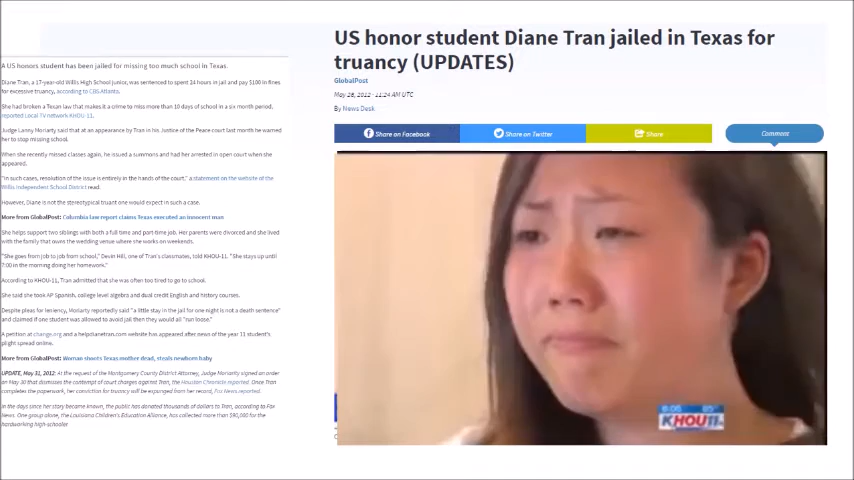 US honor student Diane Tran jailed in Texas for
truancy (UPDATES)
GlobalPost
May 28, 2012 · 11:24 AM UTC
By News Desk
Share on Facebook
Share on Twitter
Share
Comment
A US honors student has been jailed for missing too much school in Texas.
Diane Tran, a 17-year-old Willis High School junior, was sentenced to spent 24 hours in jail and pay $100 in fines
for excessive truancy, according to CBS Atlanta.
She had broken a Texan law that makes it a crime to miss more than 10 days of school in a six month period,
reported Local TV network KHOU-11.
Judge Lanny Moriarty said that at an appearance by Tran in his Justice of the Peace court last month he warned
her to stop missing school.
When she recently missed classes again, he issued a summons and had her arrested in open court when she
appeared.
"In such cases, resolution of the issue is entirely in the hands of the court," a statement on the website of the
Willis Independent School District read.
However, Diane is not the stereotypical truant one would expect in such a case.
More from GlobalPost: Columbia law report claims Texas executed an innocent man
She helps support two siblings with both a full time and part-time job. Her parents were divorced and she lived
with the family that owns the wedding venue where she works on weekends.
"She goes from job to job from school," Devin Hill, one of Tran's classmates, told KHOU-11. "She stays up until
7:00 in the morning doing her homework."
According to KHOU-11, Tran admitted that she was often too tired to go to school.
She said she took AP Spanish, college level algebra and dual credit English and history courses.
Despite pleas for leniency, Moriarty reportedly said "a little stay in the jail for one night is not a death sentence"
and claimed if one student was allowed to avoid jail then they would all "run loose."
A petition at change.org and a helpdianetran.com website has appeared after news of the year 11 student's
plight spread online.
More from GlobalPost: Woman shoots Texas mother dead, steals newborn baby
UPDATE, May 31, 2012: At the request of the Montgomery County District Attorney, Judge Moriarty signed an order
on May 30 that dismisses the contempt of court charges against Tran, the Houston Chronicle reported. Once Tran
completes the paperwork, her conviction for truancy will be expunged from her record, Fox News reported.
In the days since her story became known, the public has donated thousands of dollars to Tran, according to Fox
News. One group alone, the Louisiana Children's Education Alliance, has collected more than $90,000 for the
hardworking high-schooler.
6:05 85°
KHOU11